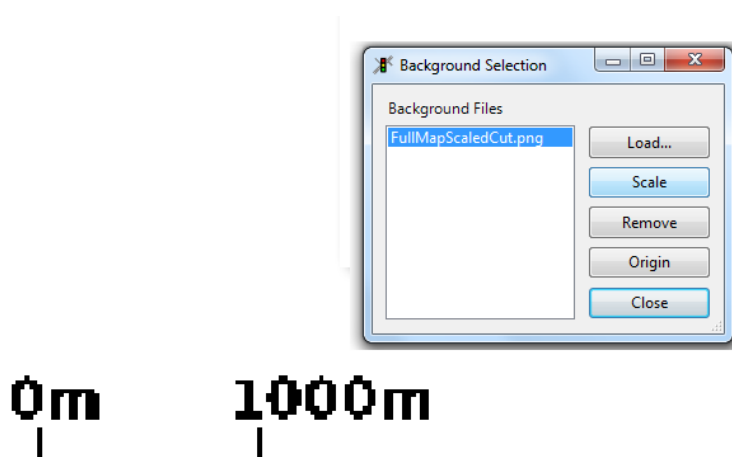 Background Selection
Background Files
FullMapScaledCut.png
Load...
Scale
Remove
Origin
Close
0m 1000m